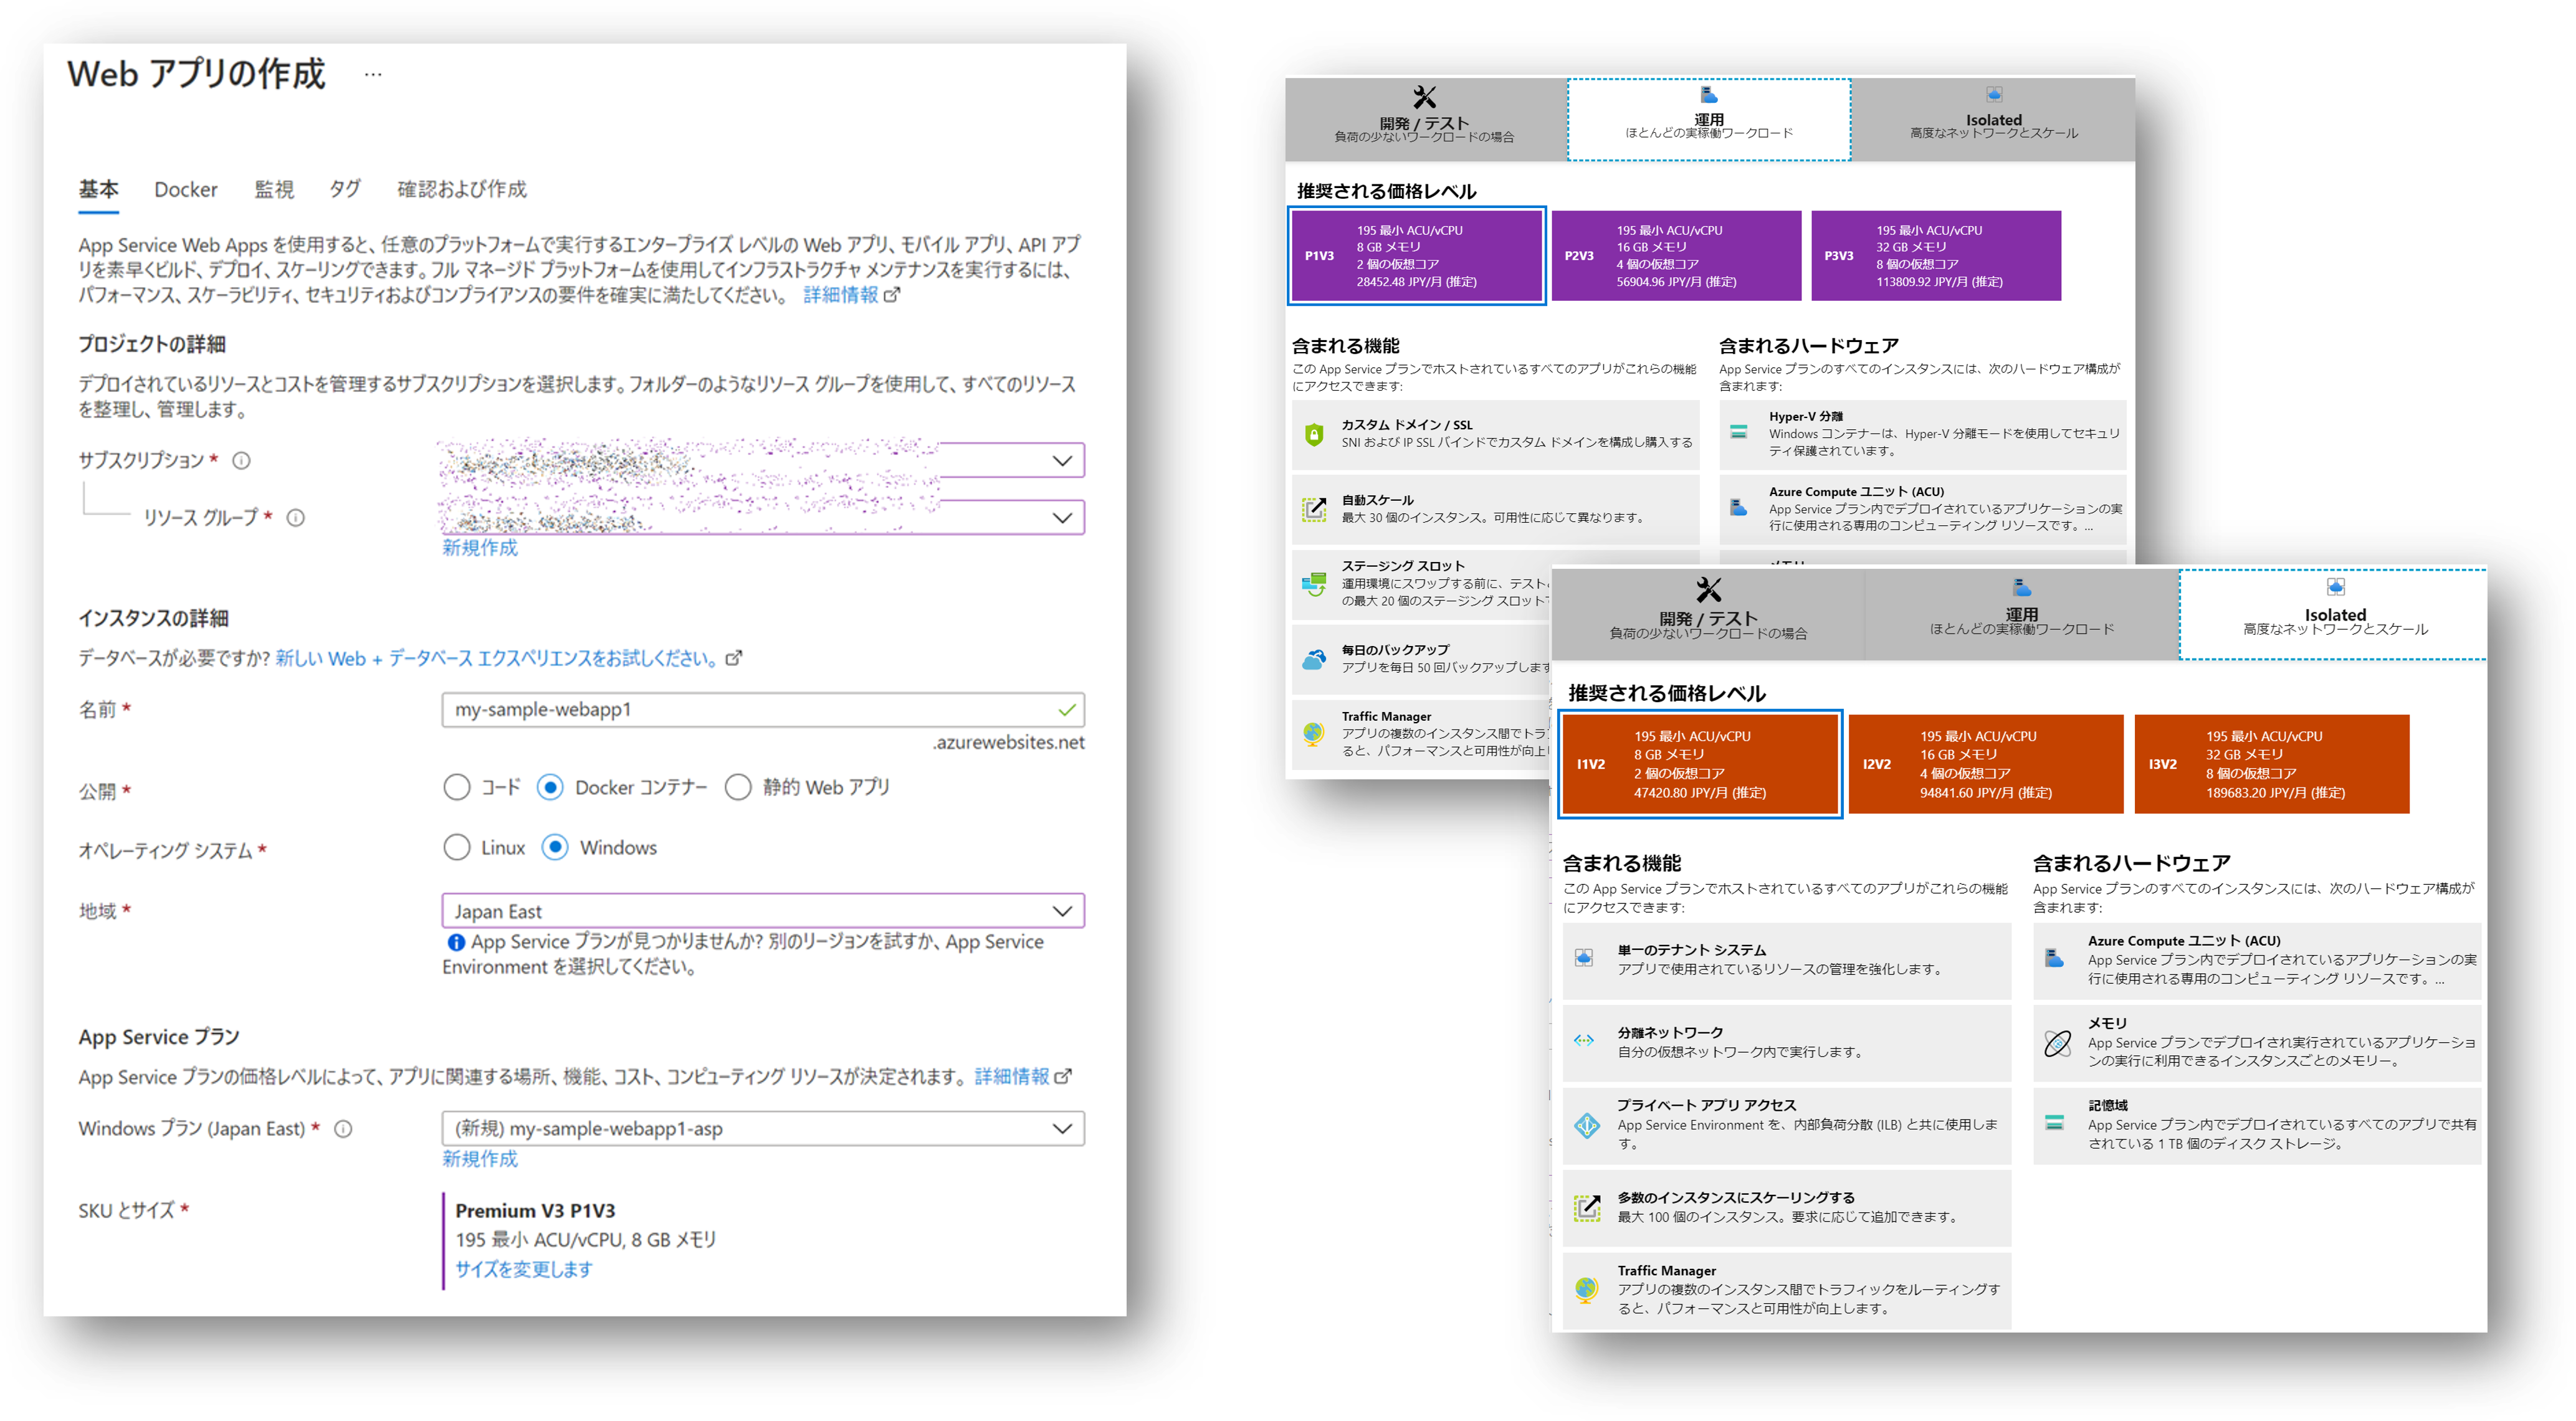 Web アプリの作成 …
基本 Docker 監視 タグ 確認および作成
App Service Web Apps を使用すると、任意のプラットフォームで実行するエンタープライズ レベルの Web アプリ、モバイル アプリ、API アプ
リを素早くビルド、デプロイ、スケーリングできます。フル マネージド プラットフォームを使用してインフラストラクチャ メンテナンスを実行するには、
パフォーマンス、スケーラビリティ、セキュリティおよびコンプライアンスの要件を確実に満たしてください。 詳細情報
プロジェクトの詳細
デプロイされているリソースとコストを管理するサブスクリプションを選択します。フォルダーのようなリソース グループを使用して、すべてのリソース
を整理し、管理します。
サブスクリプション *
リソース グループ *
新規作成
インスタンスの詳細
データベースが必要ですか? 新しい Web + データベース エクスペリエンスをお試しください。
名前 * my-sample-webapp1
.azurewebsites.net
公開 * コード Docker コンテナー 静的 Web アプリ
オペレーティング システム * Linux Windows
地域 * Japan East
App Service プランが見つかりませんか? 別のリージョンを試すか、App Service
Environment を選択してください。
App Service プラン
App Service プランの価格レベルによって、アプリに関連する場所、機能、コスト、コンピューティング リソースが決定されます。 詳細情報
Windows プラン (Japan East) * (新規) my-sample-webapp1-asp
新規作成
SKU とサイズ * Premium V3 P1V3
195 最小 ACU/vCPU, 8 GB メモリ
サイズを変更します
開発 / テスト
負荷の少ないワークロードの場合
運用
ほとんどの実稼働ワークロード
Isolated
高度なネットワークとスケール
推奨される価格レベル
P1V3
195 最小 ACU/vCPU
8 GB メモリ
2 個の仮想コア
28452.48 JPY/月 (推定)
P2V3
195 最小 ACU/vCPU
16 GB メモリ
4 個の仮想コア
56904.96 JPY/月 (推定)
P3V3
195 最小 ACU/vCPU
32 GB メモリ
8 個の仮想コア
113809.92 JPY/月 (推定)
含まれる機能
この App Service プランでホストされているすべてのアプリがこれらの機能
にアクセスできます:
カスタム ドメイン / SSL
SNI および IP SSL バインドでカスタム ドメインを構成し購入する
自動スケール
最大 30 個のインスタンス。可用性に応じて異なります。
ステージング スロット
運用環境にスワップする前に、テスト
の最大 20 個のステージング スロット
毎日のバックアップ
アプリを毎日 50 回バックアップします
Traffic Manager
アプリの複数のインスタンス間でトラ
ると、パフォーマンスと可用性が向上
含まれるハードウェア
App Service プランのすべてのインスタンスには、次のハードウェア構成が
含まれます:
Hyper-V 分離
Windows コンテナーは、Hyper-V 分離モードを使用してセキュリ
ティ保護されています。
Azure Compute ユニット (ACU)
App Service プラン内でデプロイされているアプリケーションの実
行に使用される専用のコンピューティング リソースです。...
開発 / テスト
負荷の少ないワークロードの場合
運用
ほとんどの実稼働ワークロード
Isolated
高度なネットワークとスケール
推奨される価格レベル
I1V2
195 最小 ACU/vCPU
8 GB メモリ
2 個の仮想コア
47420.80 JPY/月 (推定)
I2V2
195 最小 ACU/vCPU
16 GB メモリ
4 個の仮想コア
94841.60 JPY/月 (推定)
I3V2
195 最小 ACU/vCPU
32 GB メモリ
8 個の仮想コア
189683.20 JPY/月 (推定)
含まれる機能
この App Service プランでホストされているすべてのアプリがこれらの機能
にアクセスできます:
単一のテナント システム
アプリで使用されているリソースの管理を強化します。
分離ネットワーク
自分の仮想ネットワーク内で実行します。
プライベート アプリ アクセス
App Service Environment を、内部負荷分散 (ILB) と共に使用しま
す。
多数のインスタンスにスケーリングする
最大 100 個のインスタンス。要求に応じて追加できます。
Traffic Manager
アプリの複数のインスタンス間でトラフィックをルーティングす
ると、パフォーマンスと可用性が向上します。
含まれるハードウェア
App Service プランのすべてのインスタンスには、次のハードウェア構成が
含まれます:
Azure Compute ユニット (ACU)
App Service プラン内でデプロイされているアプリケーションの実
行に使用される専用のコンピューティング リソースです。...
メモリ
App Service プランでデプロイされ実行されているアプリケーショ
ンの実行に利用できるインスタンスごとのメモリー。
記憶域
App Service プラン内でデプロイされているすべてのアプリで共有
されている 1 TB 個のディスク ストレージ。